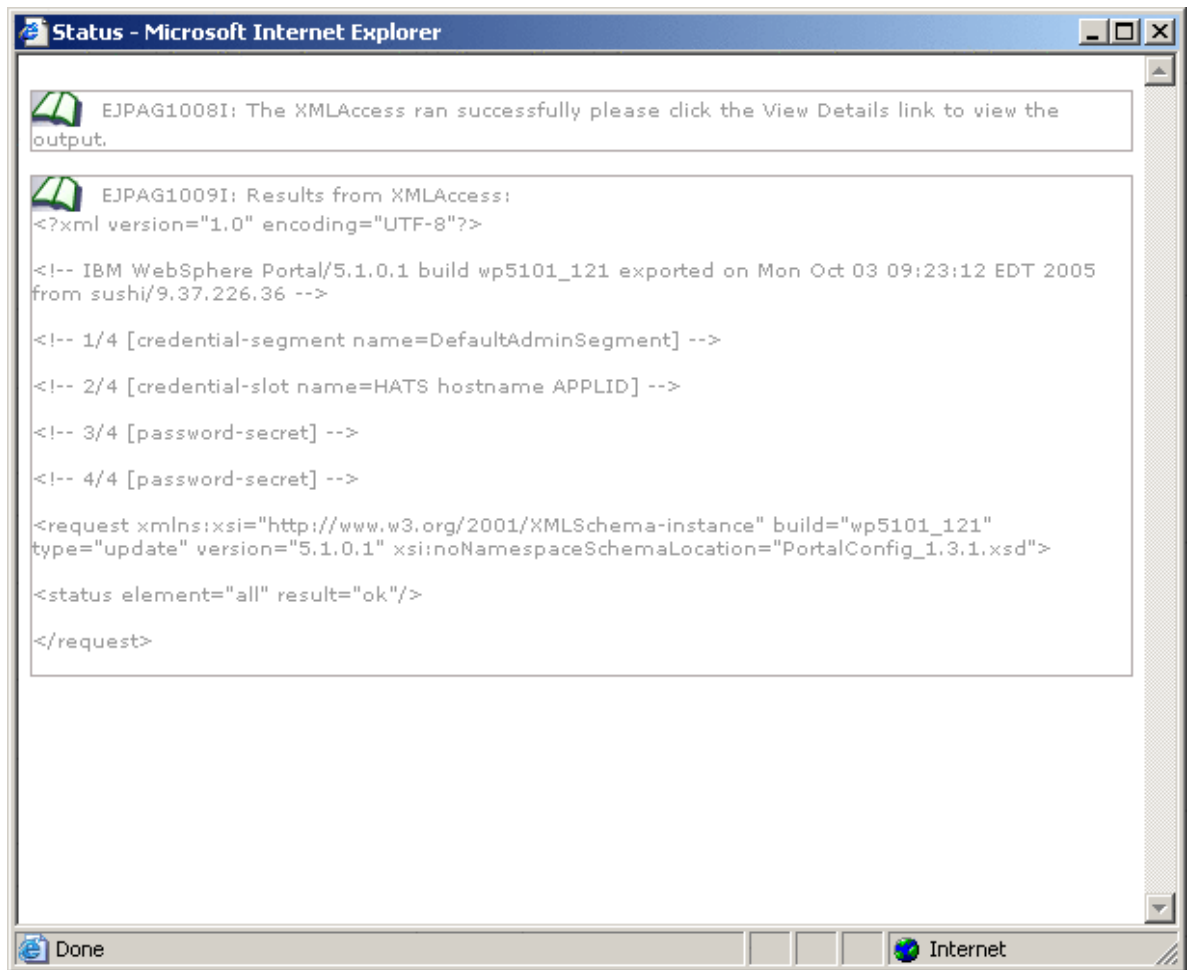 Status - Microsoft Internet Explorer
EJPAG1008I: The XMLAccess ran successfully please click the View Details link to view the
output.
EJPAG1009I: Results from XMLAccess:
<?xml version="1.0" encoding="UTF-8"?>
<!-- IBM WebSphere Portal/5.1.0.1 build wp5101_121 exported on Mon Oct 03 09:23:12 EDT 2005
from sushi/9.37.226.36 -->
<!-- 1/4 [credential-segment name=DefaultAdminSegment] -->
<!-- 2/4 [credential-slot name=HATS hostname APPLID] -->
<!-- 3/4 [password-secret] -->
<!-- 4/4 [password-secret] -->
<request xmlns:xsi="http://www.w3.org/2001/XMLSchema-instance" build="wp5101_121"
type="update" version="5.1.0.1" xsi:noNamespaceSchemaLocation="PortalConfig_1.3.1.xsd">
<status element="all" result="ok"/>
</request>
Done Internet